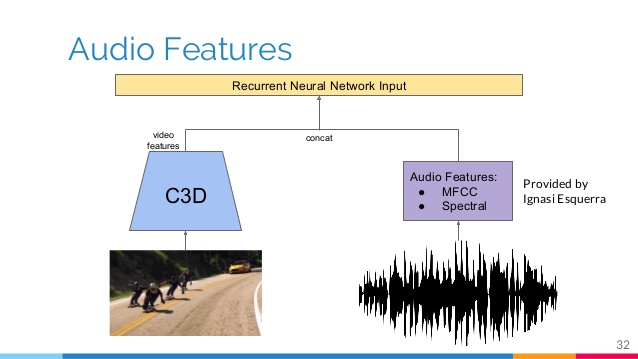 Audio Features
Recurrent Neural Network Input
video
features
concat
C3D
Audio Features:
● MFCC
● Spectral
Provided by
Ignasi Esquerra
32